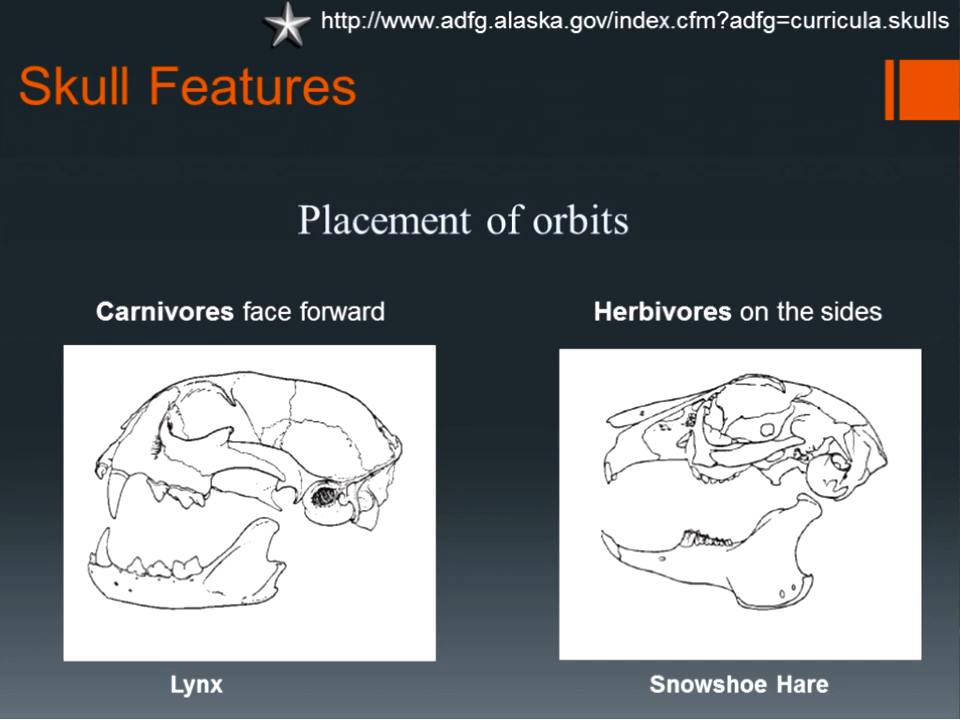 http://www.adfg.alaska.gov/index.cfm?adfg=curricula.skulls
Skull Features
Placement of orbits
Carnivores face forward
Herbivores on the sides
Lynx
Snowshoe Hare